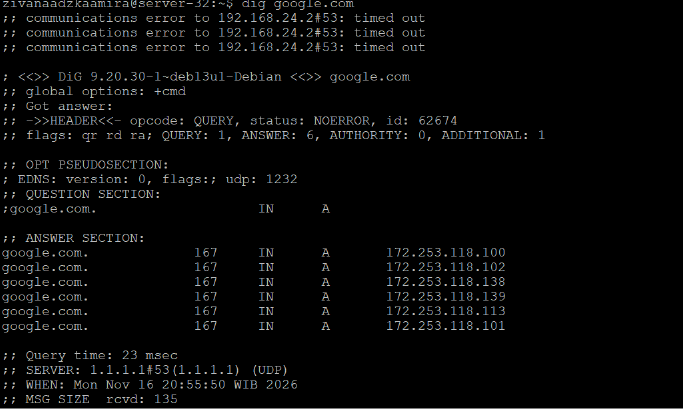 zivanaadzkaamira@server-32:~$ dig google.com
;; communications error to 192.168.24.2#53: timed out
;; communications error to 192.168.24.2#53: timed out
;; communications error to 192.168.24.2#53: timed out

; <<>> DiG 9.20.30-1~deb13u1-Debian <<>> google.com
;; global options: +cmd
;; Got answer:
;; ->>HEADER<<- opcode: QUERY, status: NOERROR, id: 62674
;; flags: qr rd ra; QUERY: 1, ANSWER: 6, AUTHORITY: 0, ADDITIONAL: 1

;; OPT PSEUDOSECTION:
; EDNS: version: 0, flags:; udp: 1232
;; QUESTION SECTION:
;google.com. IN A

;; ANSWER SECTION:
google.com. 167 IN A 172.253.118.100
google.com. 167 IN A 172.253.118.102
google.com. 167 IN A 172.253.118.138
google.com. 167 IN A 172.253.118.139
google.com. 167 IN A 172.253.118.113
google.com. 167 IN A 172.253.118.101

;; Query time: 23 msec
;; SERVER: 1.1.1.1#53(1.1.1.1) (UDP)
;; WHEN: Mon Nov 16 20:55:50 WIB 2026
;; MSG SIZE rcvd: 135